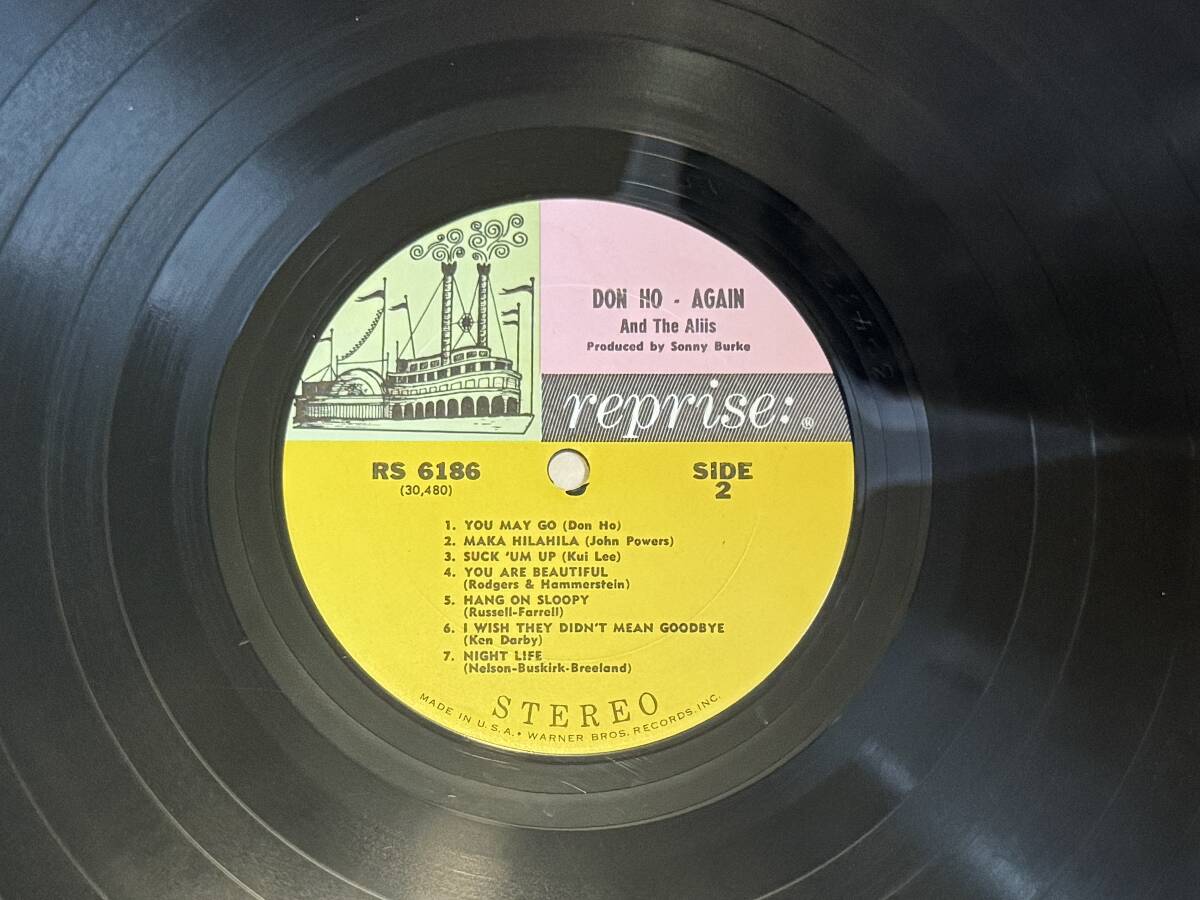 DON HO - AGAIN
And The Aliis
Produced by Sonny Burke
reprise: ®
RS 6186
(30,480)
SIDE
2
1. YOU MAY GO (Don Ho)
2. MAKA HILAHILA (John Powers)
3. SUCK 'UM UP (Kui Lee)
4. YOU ARE BEAUTIFUL
(Rodgers & Hammerstein)
5. HANG ON SLOOPY
(Russell-Farrell)
6. I WISH THEY DIDN'T MEAN GOODBYE
(Ken Darby)
7. NIGHT LIFE
(Nelson-Buskirk-Breeland)
STEREO
MADE IN U.S.A. • WARNER BROS. RECORDS, INC.